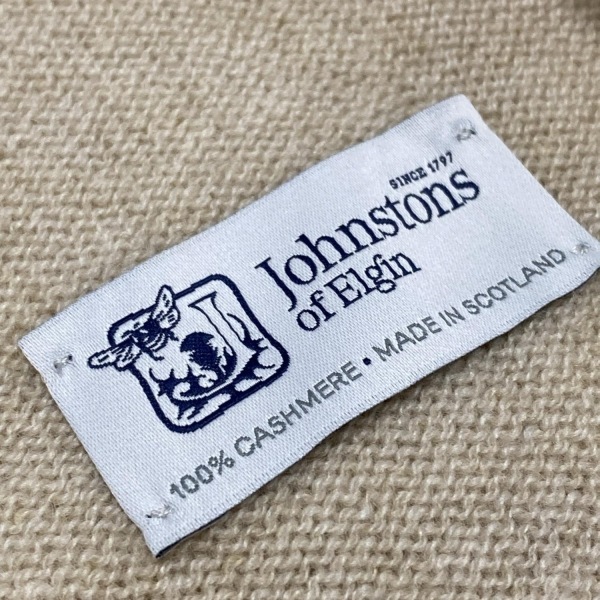 SINCE 1797
Johnstons
of Elgin
100% CASHMERE • MADE IN SCOTLAND